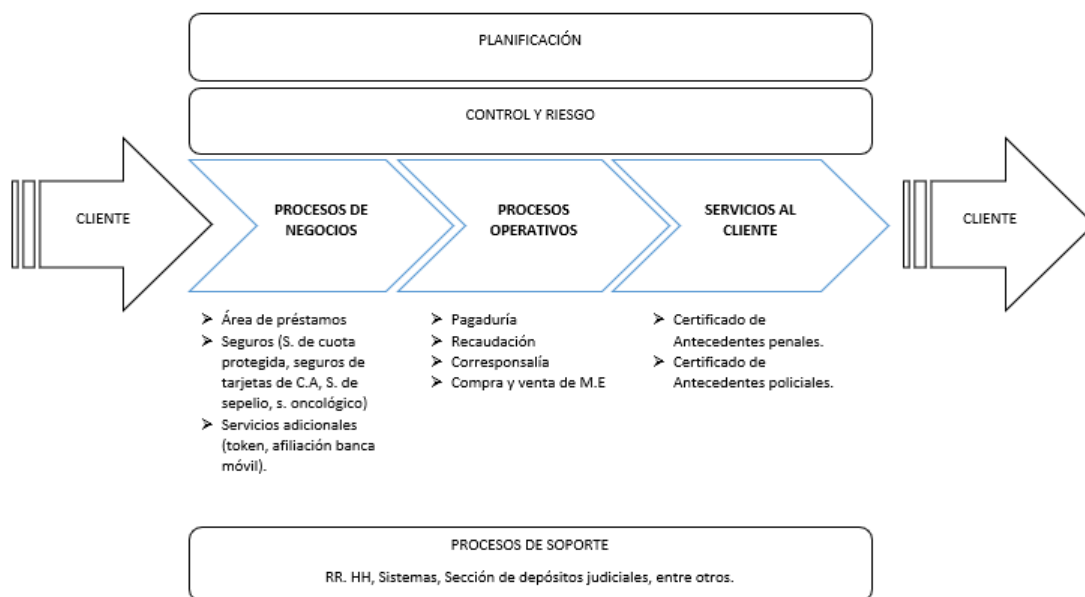 PLANIFICACIÓN
CONTROL Y RIESGO
CLIENTE
PROCESOS DE
NEGOCIOS
PROCESOS
OPERATIVOS
SERVICIOS AL
CLIENTE
CLIENTE
➢ Área de préstamos
➢ Seguros (S. de cuota
protegida, seguros de
tarjetas de C.A, S. de
sepelio, s. oncológico)
➢ Servicios adicionales
(token, afiliación banca
móvil).
➢ Pagaduría
➢ Recaudación
➢ Corresponsalía
➢ Compra y venta de M.E
➢ Certificado de
Antecedentes penales.
➢ Certificado de
Antecedentes policiales.
PROCESOS DE SOPORTE
RR. HH, Sistemas, Sección de depósitos judiciales, entre otros.